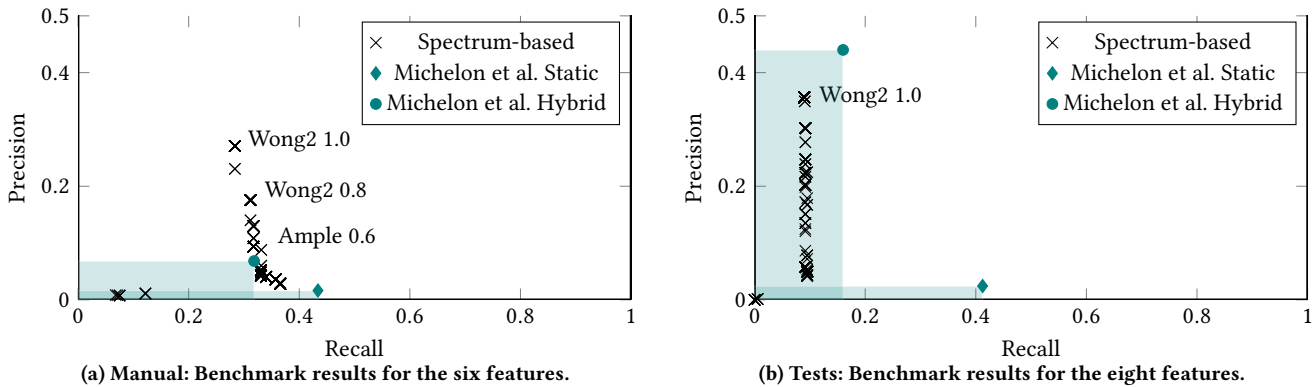 0.5
0.4
0.2
0
Precision
Spectrum-based
Michelon et al. Static
Michelon et al. Hybrid
Wong2 1.0
Wong2 0.8
Ample 0.6
0 0.2 0.4 0.6 0.8 1
Recall
(a) Manual: Benchmark results for the six features.
0.5
0.4
0.2
0
Precision
Spectrum-based
Michelon et al. Static
Michelon et al. Hybrid
Wong2 1.0
0 0.2 0.4 0.6 0.8 1
Recall
(b) Tests: Benchmark results for the eight features.